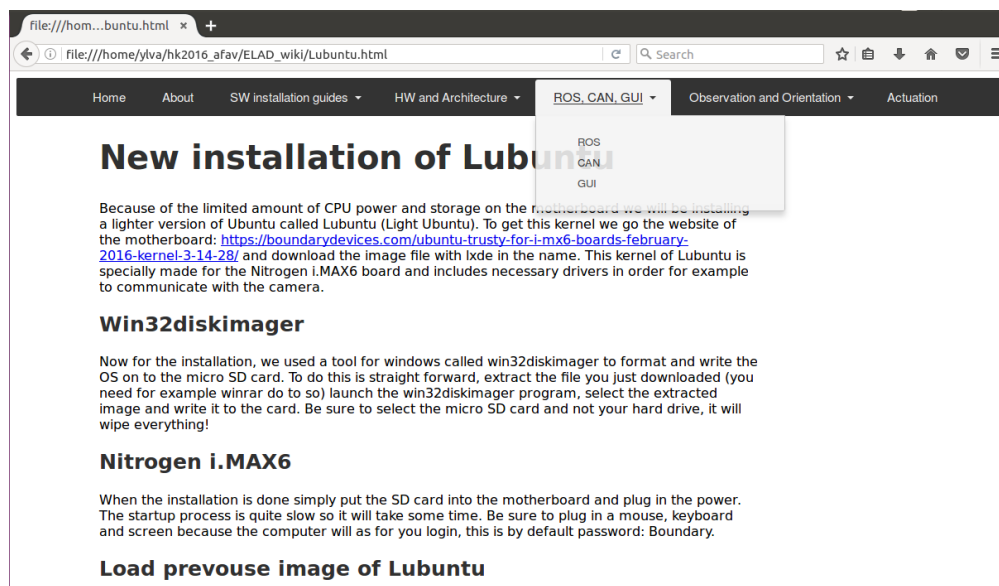 file:///hom...buntu.html × +
file:///home/ylva/hk2016_afav/ELAD_wiki/Lubuntu.html Search
Home About SW installation guides HW and Architecture ROS, CAN, GUI Observation and Orientation Actuation
ROS
CAN
GUI
New installation of Lubuntu
Because of the limited amount of CPU power and storage on the motherboard we will be installing
a lighter version of Ubuntu called Lubuntu (Light Ubuntu). To get this kernel we go the website of
the motherboard: https://boundarydevices.com/ubuntu-trusty-for-i-mx6-boards-february-
2016-kernel-3-14-28/ and download the image file with lxde in the name. This kernel of Lubuntu is
specially made for the Nitrogen i.MAX6 board and includes necessary drivers in order for example
to communicate with the camera.
Win32diskimager
Now for the installation, we used a tool for windows called win32diskimager to format and write the
OS on to the micro SD card. To do this is straight forward, extract the file you just downloaded (you
need for example winrar do to so) launch the win32diskimager program, select the extracted
image and write it to the card. Be sure to select the micro SD card and not your hard drive, it will
wipe everything!
Nitrogen i.MAX6
When the installation is done simply put the SD card into the motherboard and plug in the power.
The startup process is quite slow so it will take some time. Be sure to plug in a mouse, keyboard
and screen because the computer will as for you login, this is by default password: Boundary.
Load prevouse image of Lubuntu